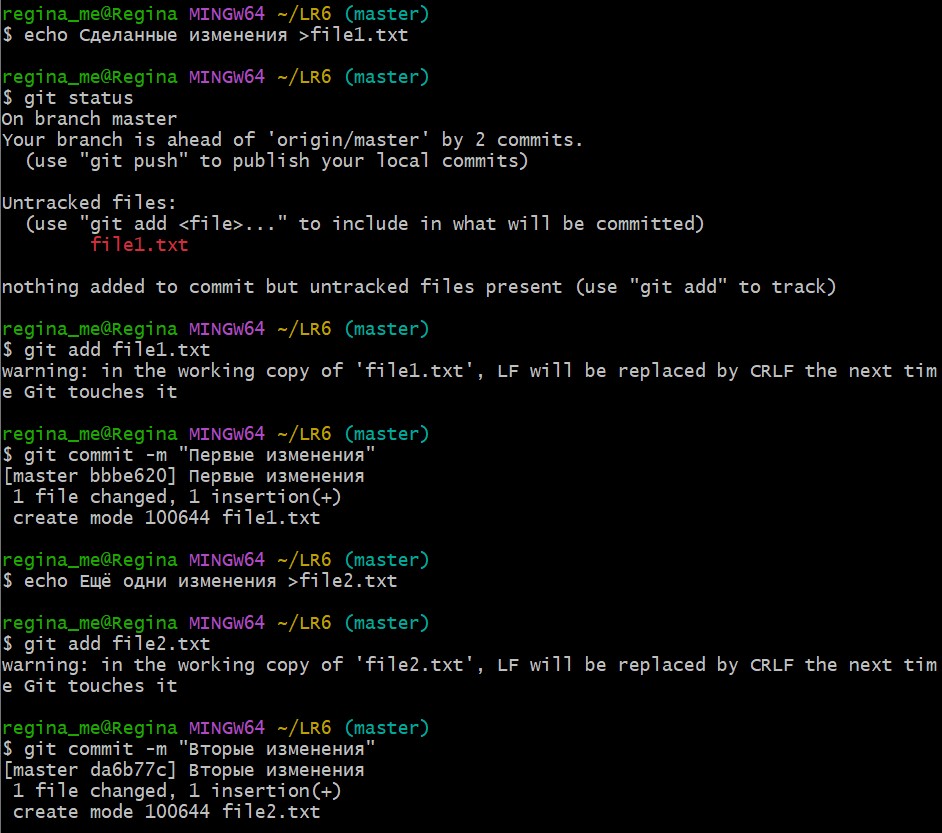 regina_me@Regina MINGW64 ~/LR6 (master)
$ echo Сделанные изменения >file1.txt
regina_me@Regina MINGW64 ~/LR6 (master)
$ git status
On branch master
Your branch is ahead of 'origin/master' by 2 commits.
  (use "git push" to publish your local commits)
Untracked files:
  (use "git add <file>..." to include in what will be committed)
        file1.txt
nothing added to commit but untracked files present (use "git add" to track)
regina_me@Regina MINGW64 ~/LR6 (master)
$ git add file1.txt
warning: in the working copy of 'file1.txt', LF will be replaced by CRLF the next tim
e Git touches it
regina_me@Regina MINGW64 ~/LR6 (master)
$ git commit -m "Первые изменения"
[master bbbe620] Первые изменения
 1 file changed, 1 insertion(+)
 create mode 100644 file1.txt
regina_me@Regina MINGW64 ~/LR6 (master)
$ echo Ещё одни изменения >file2.txt
regina_me@Regina MINGW64 ~/LR6 (master)
$ git add file2.txt
warning: in the working copy of 'file2.txt', LF will be replaced by CRLF the next tim
e Git touches it
regina_me@Regina MINGW64 ~/LR6 (master)
$ git commit -m "Вторые изменения"
[master da6b77c] Вторые изменения
 1 file changed, 1 insertion(+)
 create mode 100644 file2.txt